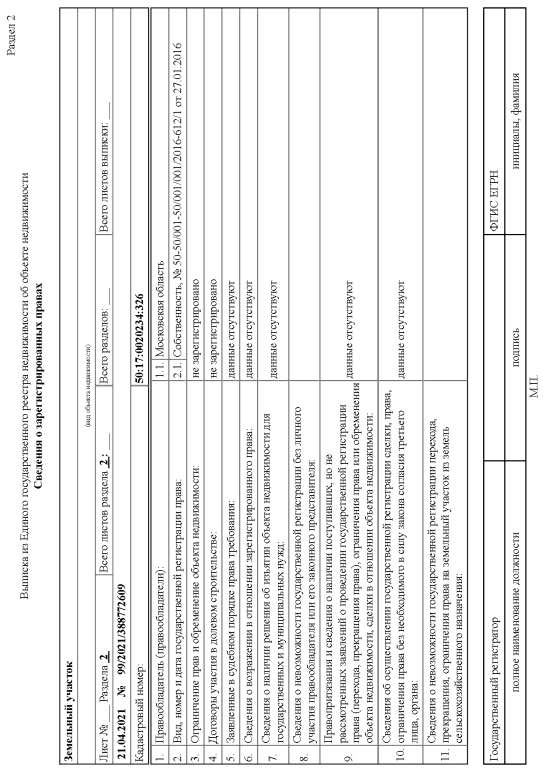 Раздел 2
Выписка из Единого государственного реестра недвижимости об объекте недвижимости
Сведения о зарегистрированных правах
Земельный участок
(вид объекта недвижимости)
Лист № Раздела 2 Всего листов раздела 2: Всего разделов: ___ Всего листов выписки: ___
21.04.2021 № 99/2021/388772609
Кадастровый номер 50:17:0020234:326
1. Правообладатель (правообладатели): 1.1. Московская область
2. Вид, номер и дата государственной регистрации права: 2.1. Собственность, № 50-50/001-50/001/001/2016-612/1 от 27.01.2016
3. Ограничение прав и обременение объекта недвижимости: не зарегистрировано
4. Договоры участия в долевом строительстве: не зарегистрировано
5. Заявленные в судебном порядке права требования: данные отсутствуют
6. Сведения о возражении в отношении зарегистрированного права: данные отсутствуют
7. Сведения о наличии решения об изъятии объекта недвижимости для
государственных и муниципальных нужд: данные отсутствуют
8. Сведения о невозможности государственной регистрации без личного
участия правообладателя или его законного представителя:
9. Правопритязания и сведения о наличии поступивших, но не
рассмотренных заявлений о проведении государственной регистрации
права (перехода, прекращения права), ограничения права или обременения
объекта недвижимости, сделки в отношении объекта недвижимости: данные отсутствуют
10. Сведения об осуществлении государственной регистрации сделки, права,
ограничения права без необходимого в силу закона согласия третьего
лица, органа: данные отсутствуют
11. Сведения о невозможности государственной регистрации перехода,
прекращения, ограничения права на земельный участок из земель
сельскохозяйственного назначения:
Государственный регистратор ФГИС ЕГРН
полное наименование должности подпись инициалы, фамилия
М.П.